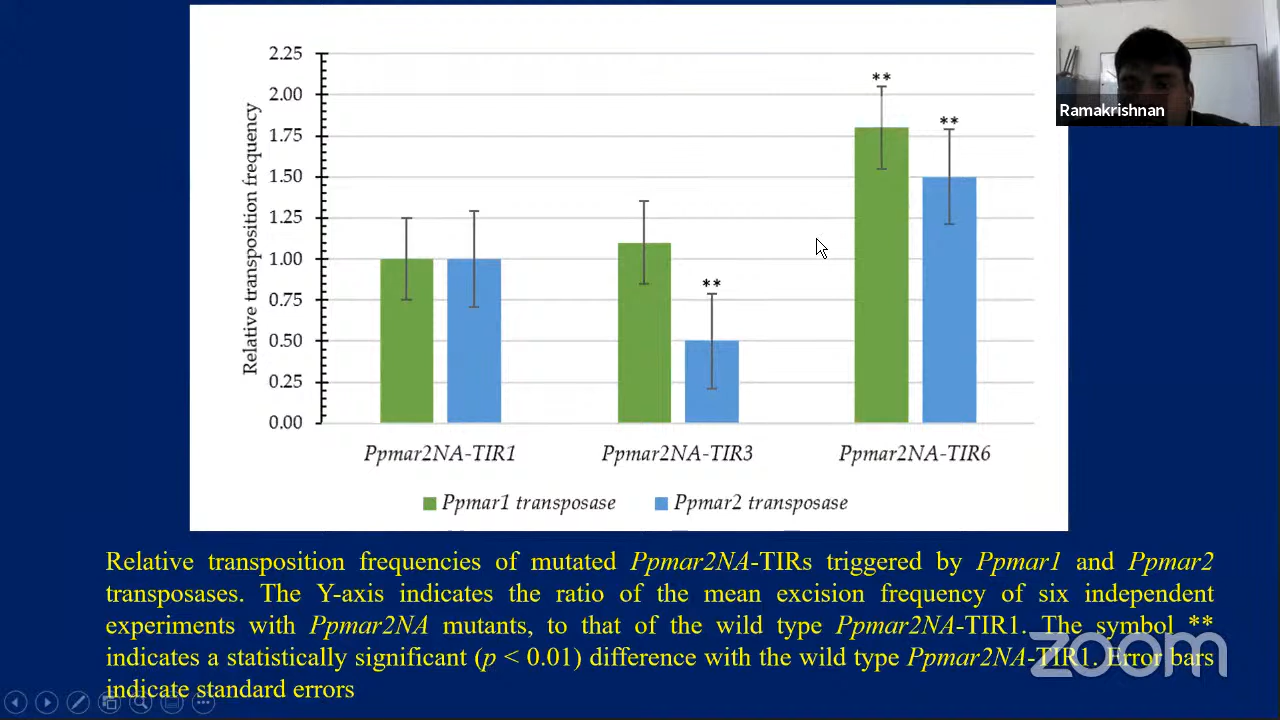 2.25
2.00
1.75
1.50
1.25
1.00
0.75
0.50
0.25
0.00
Relative transposition frequency
**
**
**
Ppmar2NA-TIR1
Ppmar2NA-TIR3
Ppmar2NA-TIR6
Ppmar1 transposase
Ppmar2 transposase
Ramakrishnan
Relative transposition frequencies of mutated Ppmar2NA-TIRs triggered by Ppmar1 and Ppmar2
transposases. The Y-axis indicates the ratio of the mean excision frequency of six independent
experiments with Ppmar2NA mutants, to that of the wild type Ppmar2NA-TIR1. The symbol **
indicates a statistically significant (p < 0.01) difference with the wild type Ppmar2NA-TIR1. Error bars
indicate standard errors
zoom